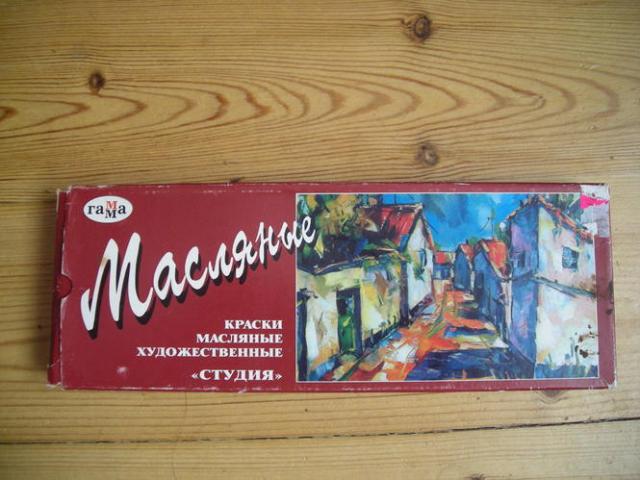 гамма
Масляные
КРАСКИ
МАСЛЯНЫЕ
ХУДОЖЕСТВЕННЫЕ
«СТУДИЯ»